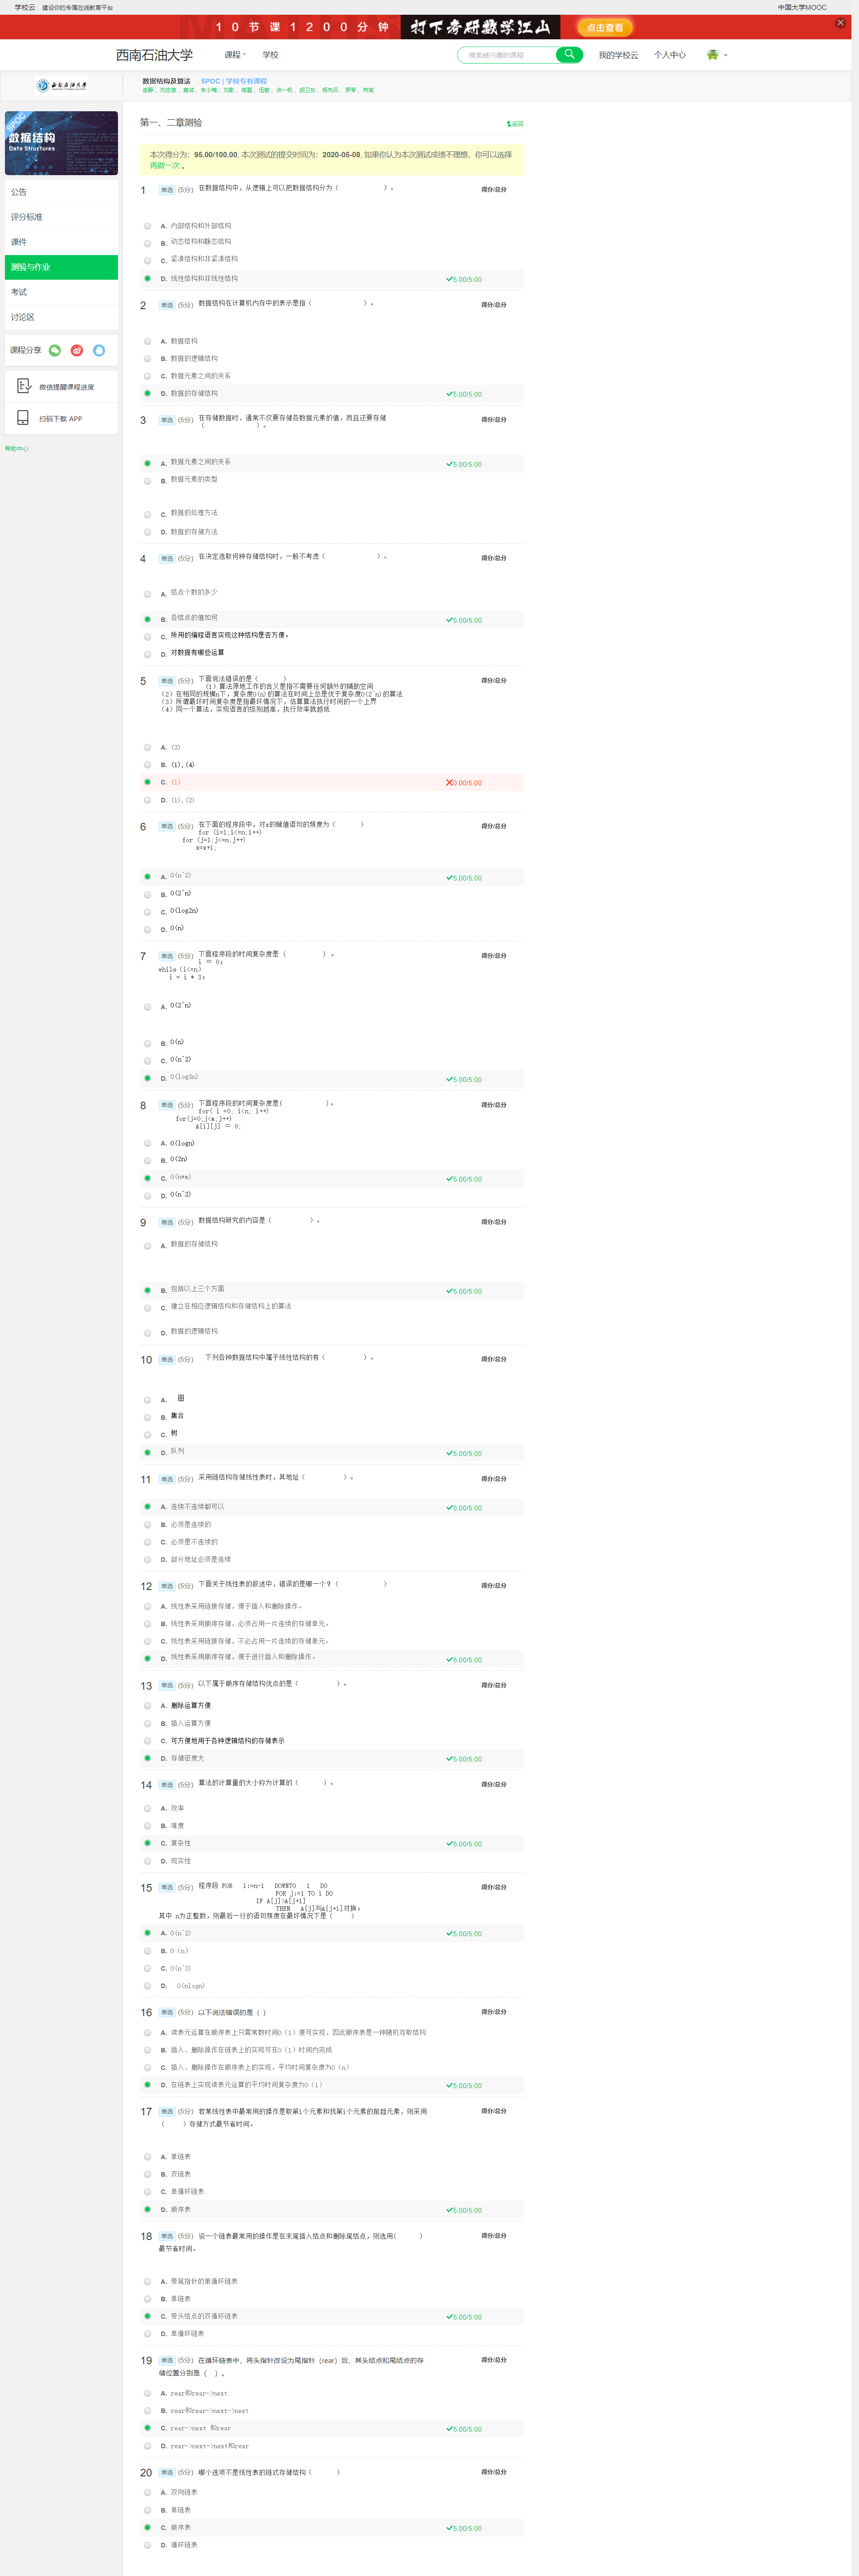 学校云 建设你的专属在线教育平台 中国大学MOOC
10节课1200分钟 打下考研数学江山 点击查看
西南石油大学 课程 学校 搜索感兴趣的课程 我的学校云 个人中心
西南石油大学 数据结构及算法 SPOC | 学校专有课程
SPOC
数据结构
Data Structures
公告
评分标准
课件
测验与作业
考试
讨论区
课程分享
微信提醒课程进度
扫码下载 APP
帮助中心
第一、二章测验 返回
本次得分为：95.00/100.00, 本次测试的提交时间为：2020-05-08, 如果你认为本次测试成绩不理想，你可以选择
再做一次 。
1 单选 (5分) 在数据结构中，从逻辑上可以把数据结构分为（ ）。 得分/总分
A. 内部结构和外部结构
B. 动态结构和静态结构
C. 紧凑结构和非紧凑结构
D. 线性结构和非线性结构 5.00/5.00
2 单选 (5分) 数据结构在计算机内存中的表示是指（ ）。 得分/总分
A. 数据结构
B. 数据的逻辑结构
C. 数据元素之间的关系
D. 数据的存储结构 5.00/5.00
3 单选 (5分) 在存储数据时，通常不仅要存储各数据元素的值，而且还要存储 得分/总分
（ ）。
A. 数据元素之间的关系 5.00/5.00
B. 数据元素的类型
C. 数据的处理方法
D. 数据的存储方法
4 单选 (5分) 在决定选取何种存储结构时，一般不考虑（ ）。 得分/总分
A. 结点个数的多少
B. 各结点的值如何 5.00/5.00
C. 所用的编程语言实现这种结构是否方便。
D. 对数据有哪些运算
5 单选 (5分) 下面说法错误的是（ ） 得分/总分
（1）算法原地工作的含义是指不需要任何额外的辅助空间
（2）在相同的规模n下，复杂度O(n)的算法在时间上总是优于复杂度O(2^n)的算法
（3）所谓最坏时间复杂度是指最坏情况下，估算算法执行时间的一个上界
（4）同一个算法，实现语言的级别越高，执行效率就越低
A. (3)
B. (1),(4)
C. (1) 0.00/5.00
D. (1),(2)
6 单选 (5分) 在下面的程序段中，对x的赋值语句的频度为（ ） 得分/总分
for (i=1;i<=n;i++)
for (j=1;j<=n;j++)
x=x+1;
A. O(n^2) 5.00/5.00
B. O(2^n)
C. O(log2n)
D. O(n)
7 单选 (5分) 下面程序段的时间复杂度是（ ）。 得分/总分
i = 0;
while (i<=n)
i = i * 3;
A. O(2^n)
B. O(n)
C. O(n^2)
D. O(log3n) 5.00/5.00
8 单选 (5分) 下面程序段的时间复杂度是( )。 得分/总分
for( i =0; i<n, i++)
for(j=0;j<m;j++)
A[i][j] = 0;
A. O(logn)
B. O(2n)
C. O(n*m) 5.00/5.00
D. O(n^2)
9 单选 (5分) 数据结构研究的内容是（ ）。 得分/总分
A. 数据的存储结构
B. 包括以上三个方面 5.00/5.00
C. 建立在相应逻辑结构和存储结构上的算法
D. 数据的逻辑结构
10 单选 (5分) 下列各种数据结构中属于线性结构的有（ ）。 得分/总分
A. 图
B. 集合
C. 树
D. 队列 5.00/5.00
11 单选 (5分) 采用链结构存储线性表时，其地址（ ）。 得分/总分
A. 连续不连续都可以 5.00/5.00
B. 必须是连续的
C. 必须是不连续的
D. 部分地址必须是连续
12 单选 (5分) 下面关于线性表的叙述中，错误的是哪一个？（ ） 得分/总分
A. 线性表采用链接存储，便于插入和删除操作。
B. 线性表采用顺序存储，必须占用一片连续的存储单元。
C. 线性表采用链接存储，不必占用一片连续的存储单元。
D. 线性表采用顺序存储，便于进行插入和删除操作。 5.00/5.00
13 单选 (5分) 以下属于顺序存储结构优点的是（ ）。 得分/总分
A. 删除运算方便
B. 插入运算方便
C. 可方便地用于各种逻辑结构的存储表示
D. 存储密度大 5.00/5.00
14 单选 (5分) 算法的计算量的大小称为计算的（ ）。 得分/总分
A. 效率
B. 难度
C. 复杂性 5.00/5.00
D. 现实性
15 单选 (5分) 程序段 FOR i:=n-1 DOWNTO 1 DO 得分/总分
FOR j:=1 TO i DO
IF A[j]>A[j+1]
THEN A[j]与A[j+1]对换；
其中 n为正整数，则最后一行的语句频度在最坏情况下是（ ）
A. O(n^2) 5.00/5.00
B. O（n）
C. O(n^3)
D. O(nlogn)
16 单选 (5分) 以下说法错误的是（ ） 得分/总分
A. 读表元运算在顺序表上只需常数时间O（1）便可实现，因此顺序表是一种随机存取结构
B. 插入、删除操作在链表上的实现可在O（1）时间内完成
C. 插入、删除操作在顺序表上的实现，平均时间复杂度为O（n）
D. 在链表上实现读表元运算的平均时间复杂度为O（1） 5.00/5.00
17 单选 (5分) 若某线性表中最常用的操作是取第i个元素和找第i个元素的前趋元素，则采用 得分/总分
（ ）存储方式最节省时间。
A. 单链表
B. 双链表
C. 单循环链表
D. 顺序表 5.00/5.00
18 单选 (5分) 设一个链表最常用的操作是在末尾插入结点和删除尾结点，则选用( ) 得分/总分
最节省时间。
A. 带尾指针的单循环链表
B. 单链表
C. 带头结点的双循环链表 5.00/5.00
D. 单循环链表
19 单选 (5分) 在循环链表中，将头指针改设为尾指针（rear）后，其头结点和尾结点的存 得分/总分
储位置分别是（ ）。
A. rear和rear->next
B. rear和rear->next->next
C. rear->next 和rear 5.00/5.00
D. rear->next->next和rear
20 单选 (5分) 哪个选项不是线性表的链式存储结构（ ） 得分/总分
A. 双向链表
B. 单链表
C. 顺序表 5.00/5.00
D. 循环链表